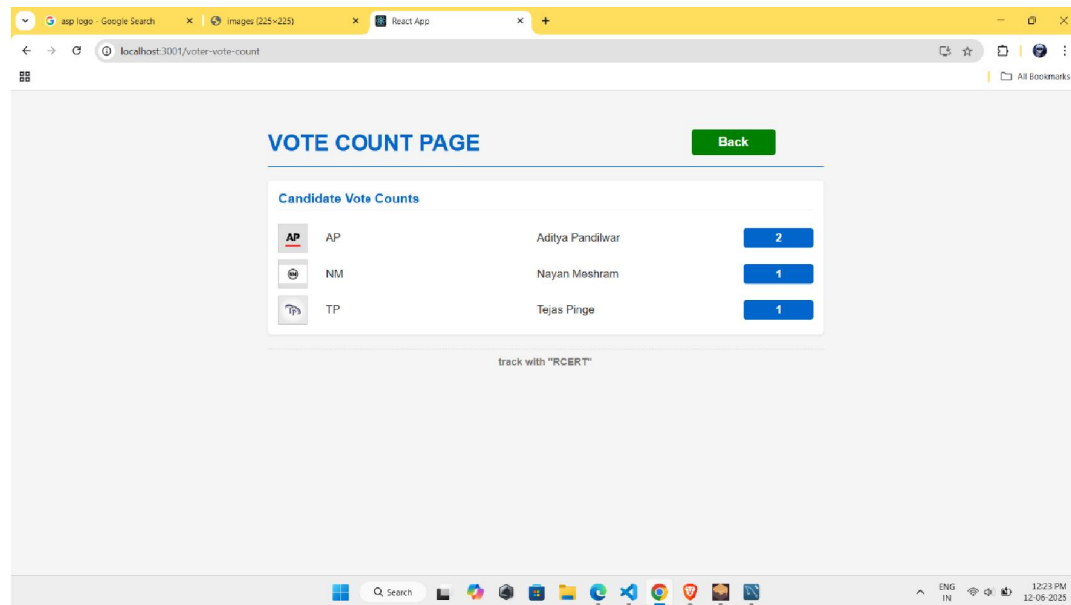 asp logo - Google Search
images (225×225)
React App
localhost:3001/voter-vote-count
All Bookmarks
VOTE COUNT PAGE
Back
Candidate Vote Counts
AP AP Aditya Pandilwar 2
NM NM Nayan Meshram 1
TP TP Tejas Pinge 1
track with "RCERT"
Search
ENG
IN
12:23 PM
12-06-2025